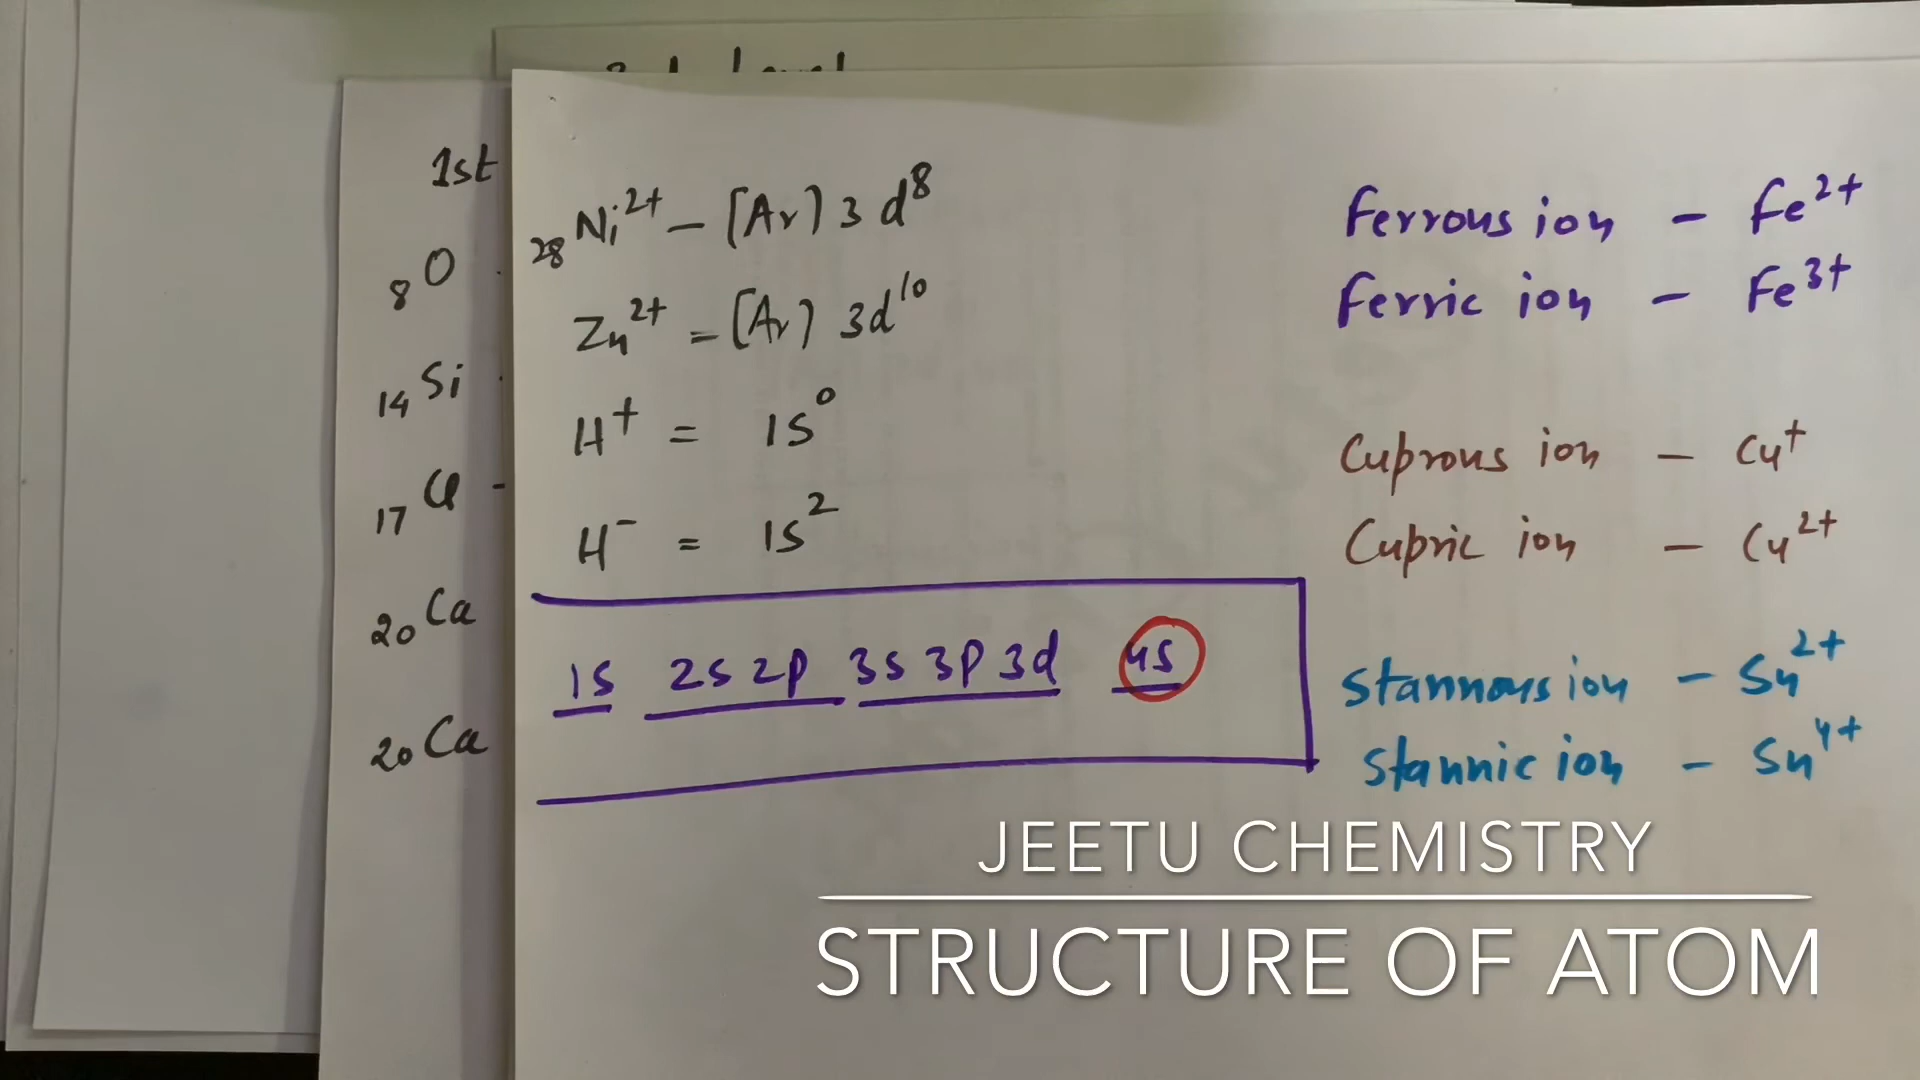 1st
8O
14Si
17Cl -
20Ca
20Ca
28Ni²⁺ – [Ar] 3d⁸
Zn²⁺ = [Ar] 3d¹⁰
H⁺ = 1s⁰
H⁻ = 1s²
1s 2s 2p 3s 3p 3d 4s
Ferrous ion – Fe²⁺
Ferric ion – Fe³⁺
Cuprous ion – Cu⁺
Cupric ion – Cu²⁺
Stannous ion – Sn²⁺
Stannic ion – Sn⁴⁺
JEETU CHEMISTRY
STRUCTURE OF ATOM